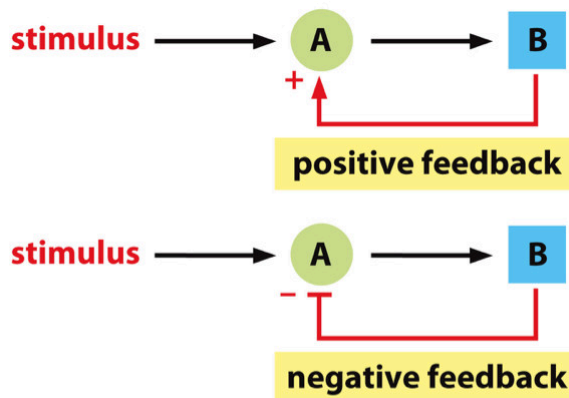 stimulus A B
+
positive feedback
stimulus A B
–
negative feedback